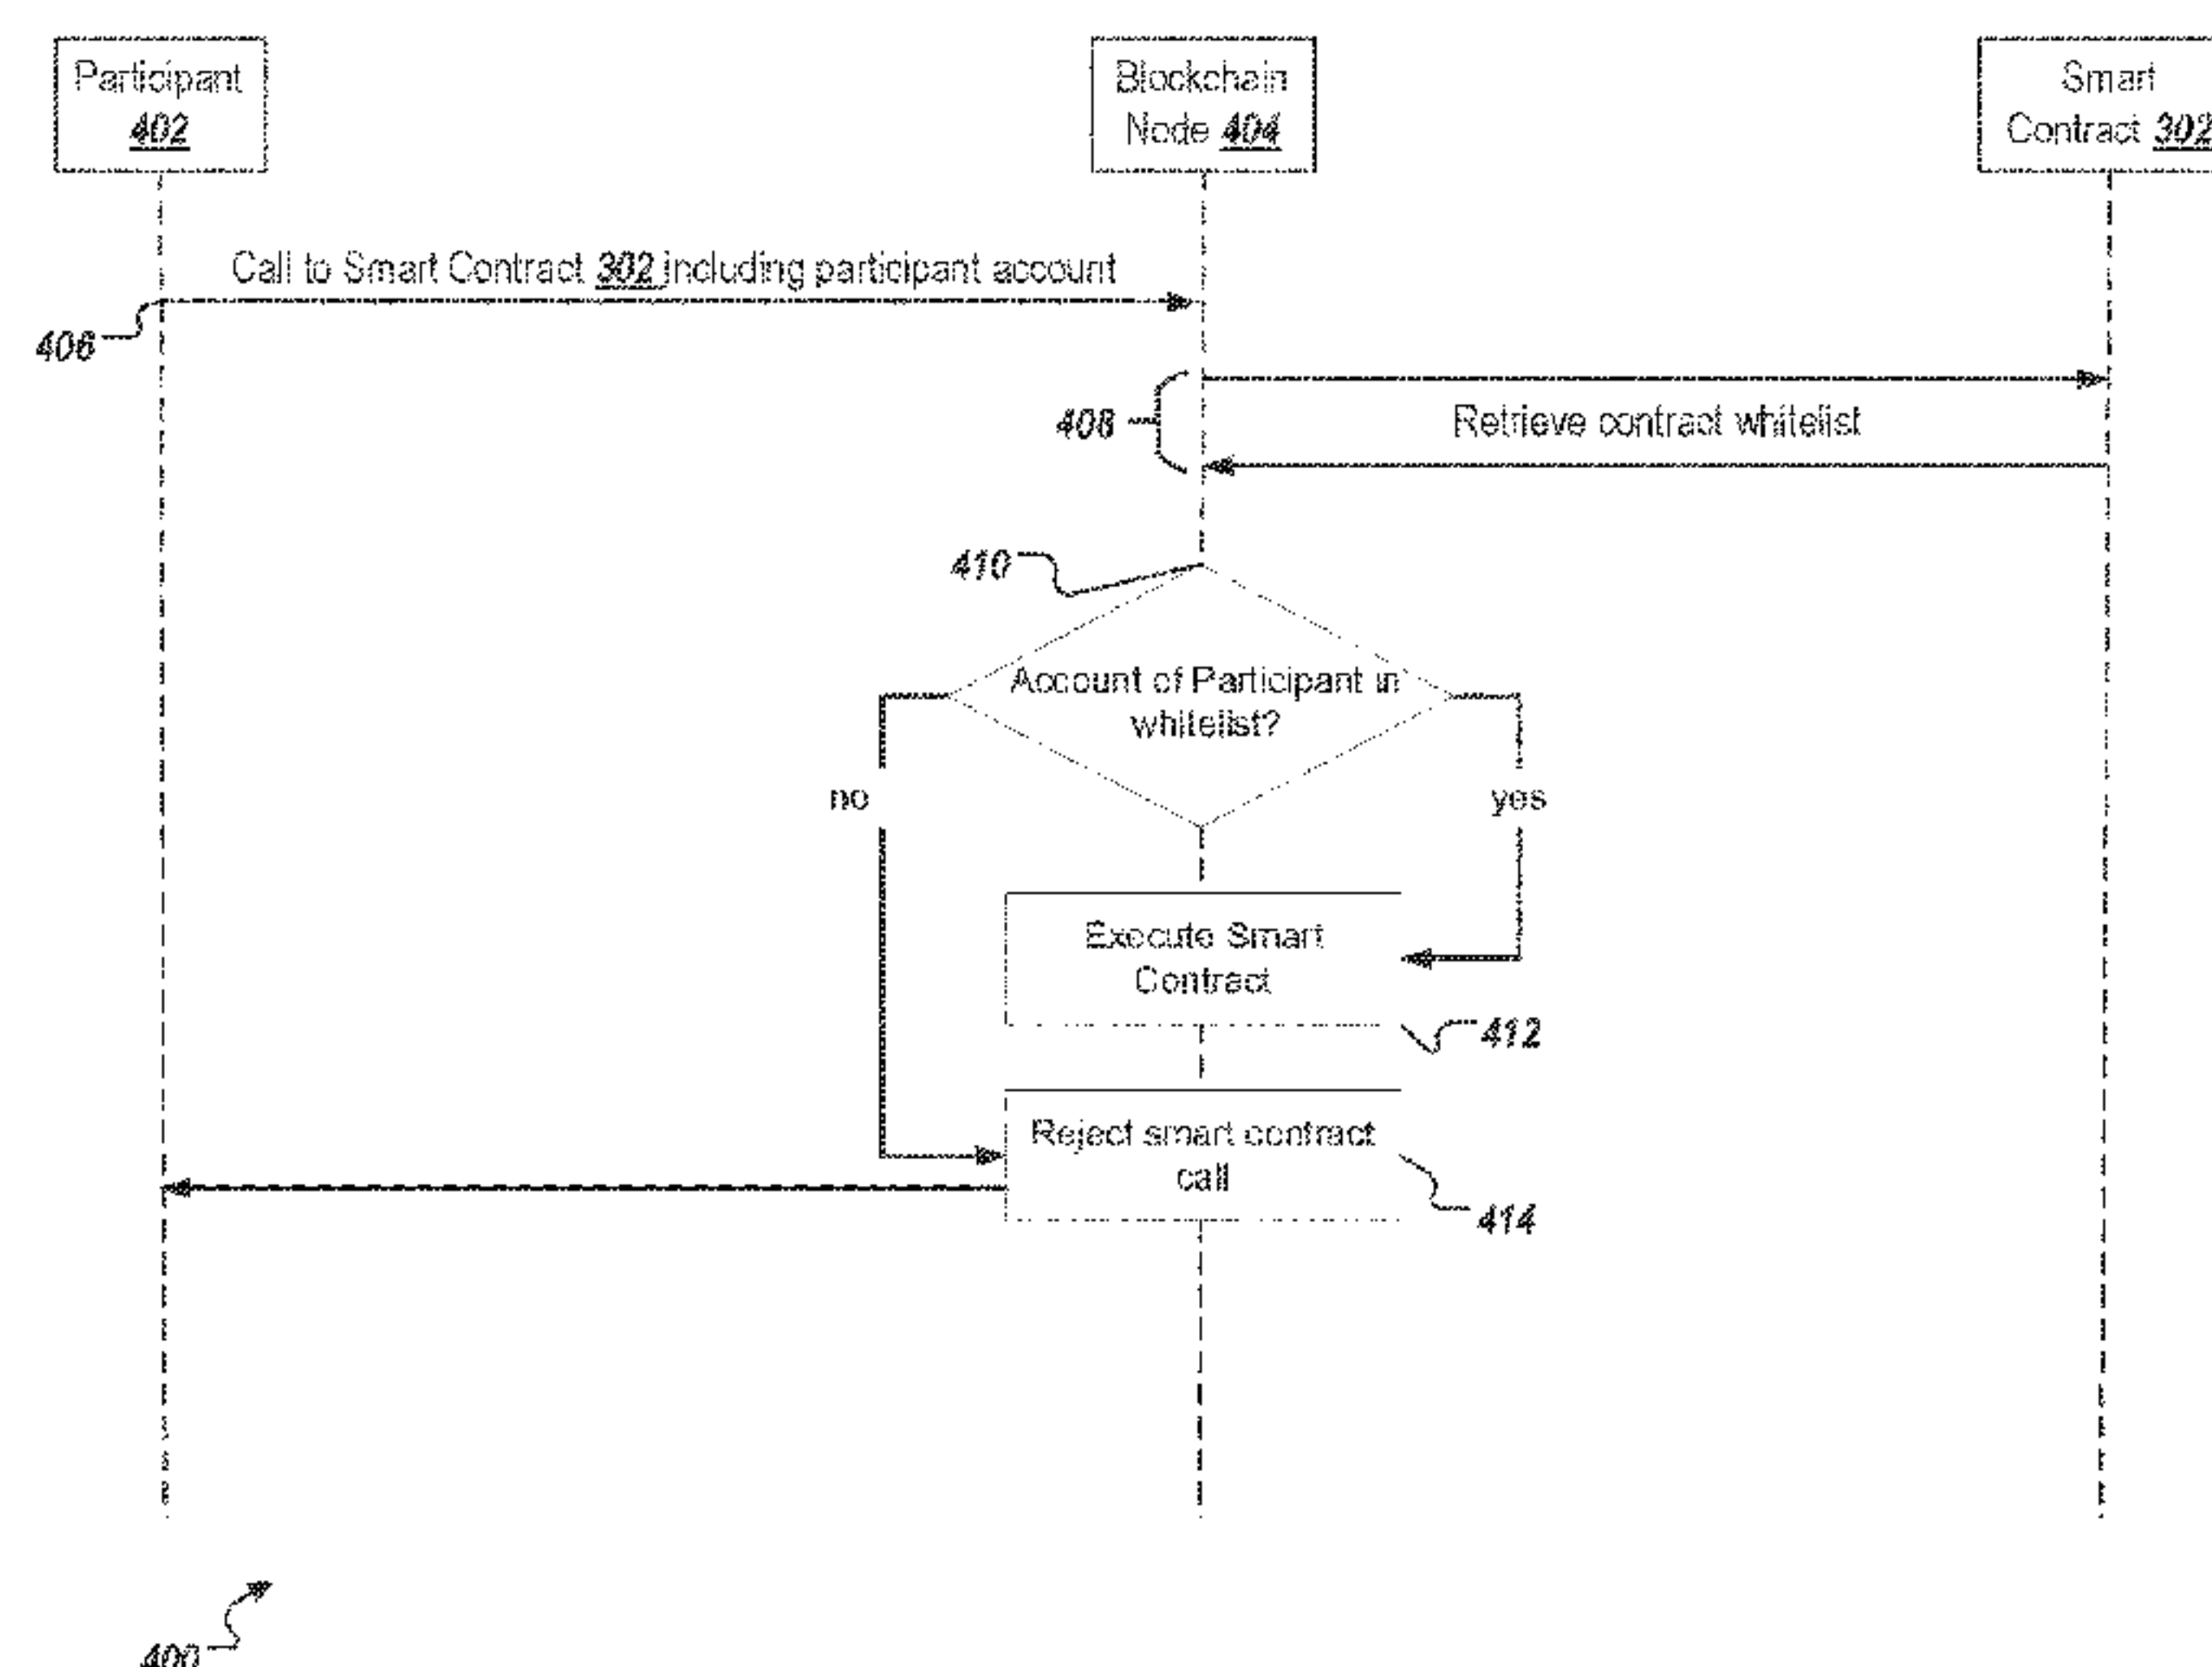 Participant
402
Blockchain
Node 404
Smart
Contract 302
Call to Smart Contract 302 including participant account
406
408
Retrieve contract whitelist
410
Account of Participant in
whitelist?
no
yes
Execute Smart
Contract
412
Reject smart contract
call
414
400